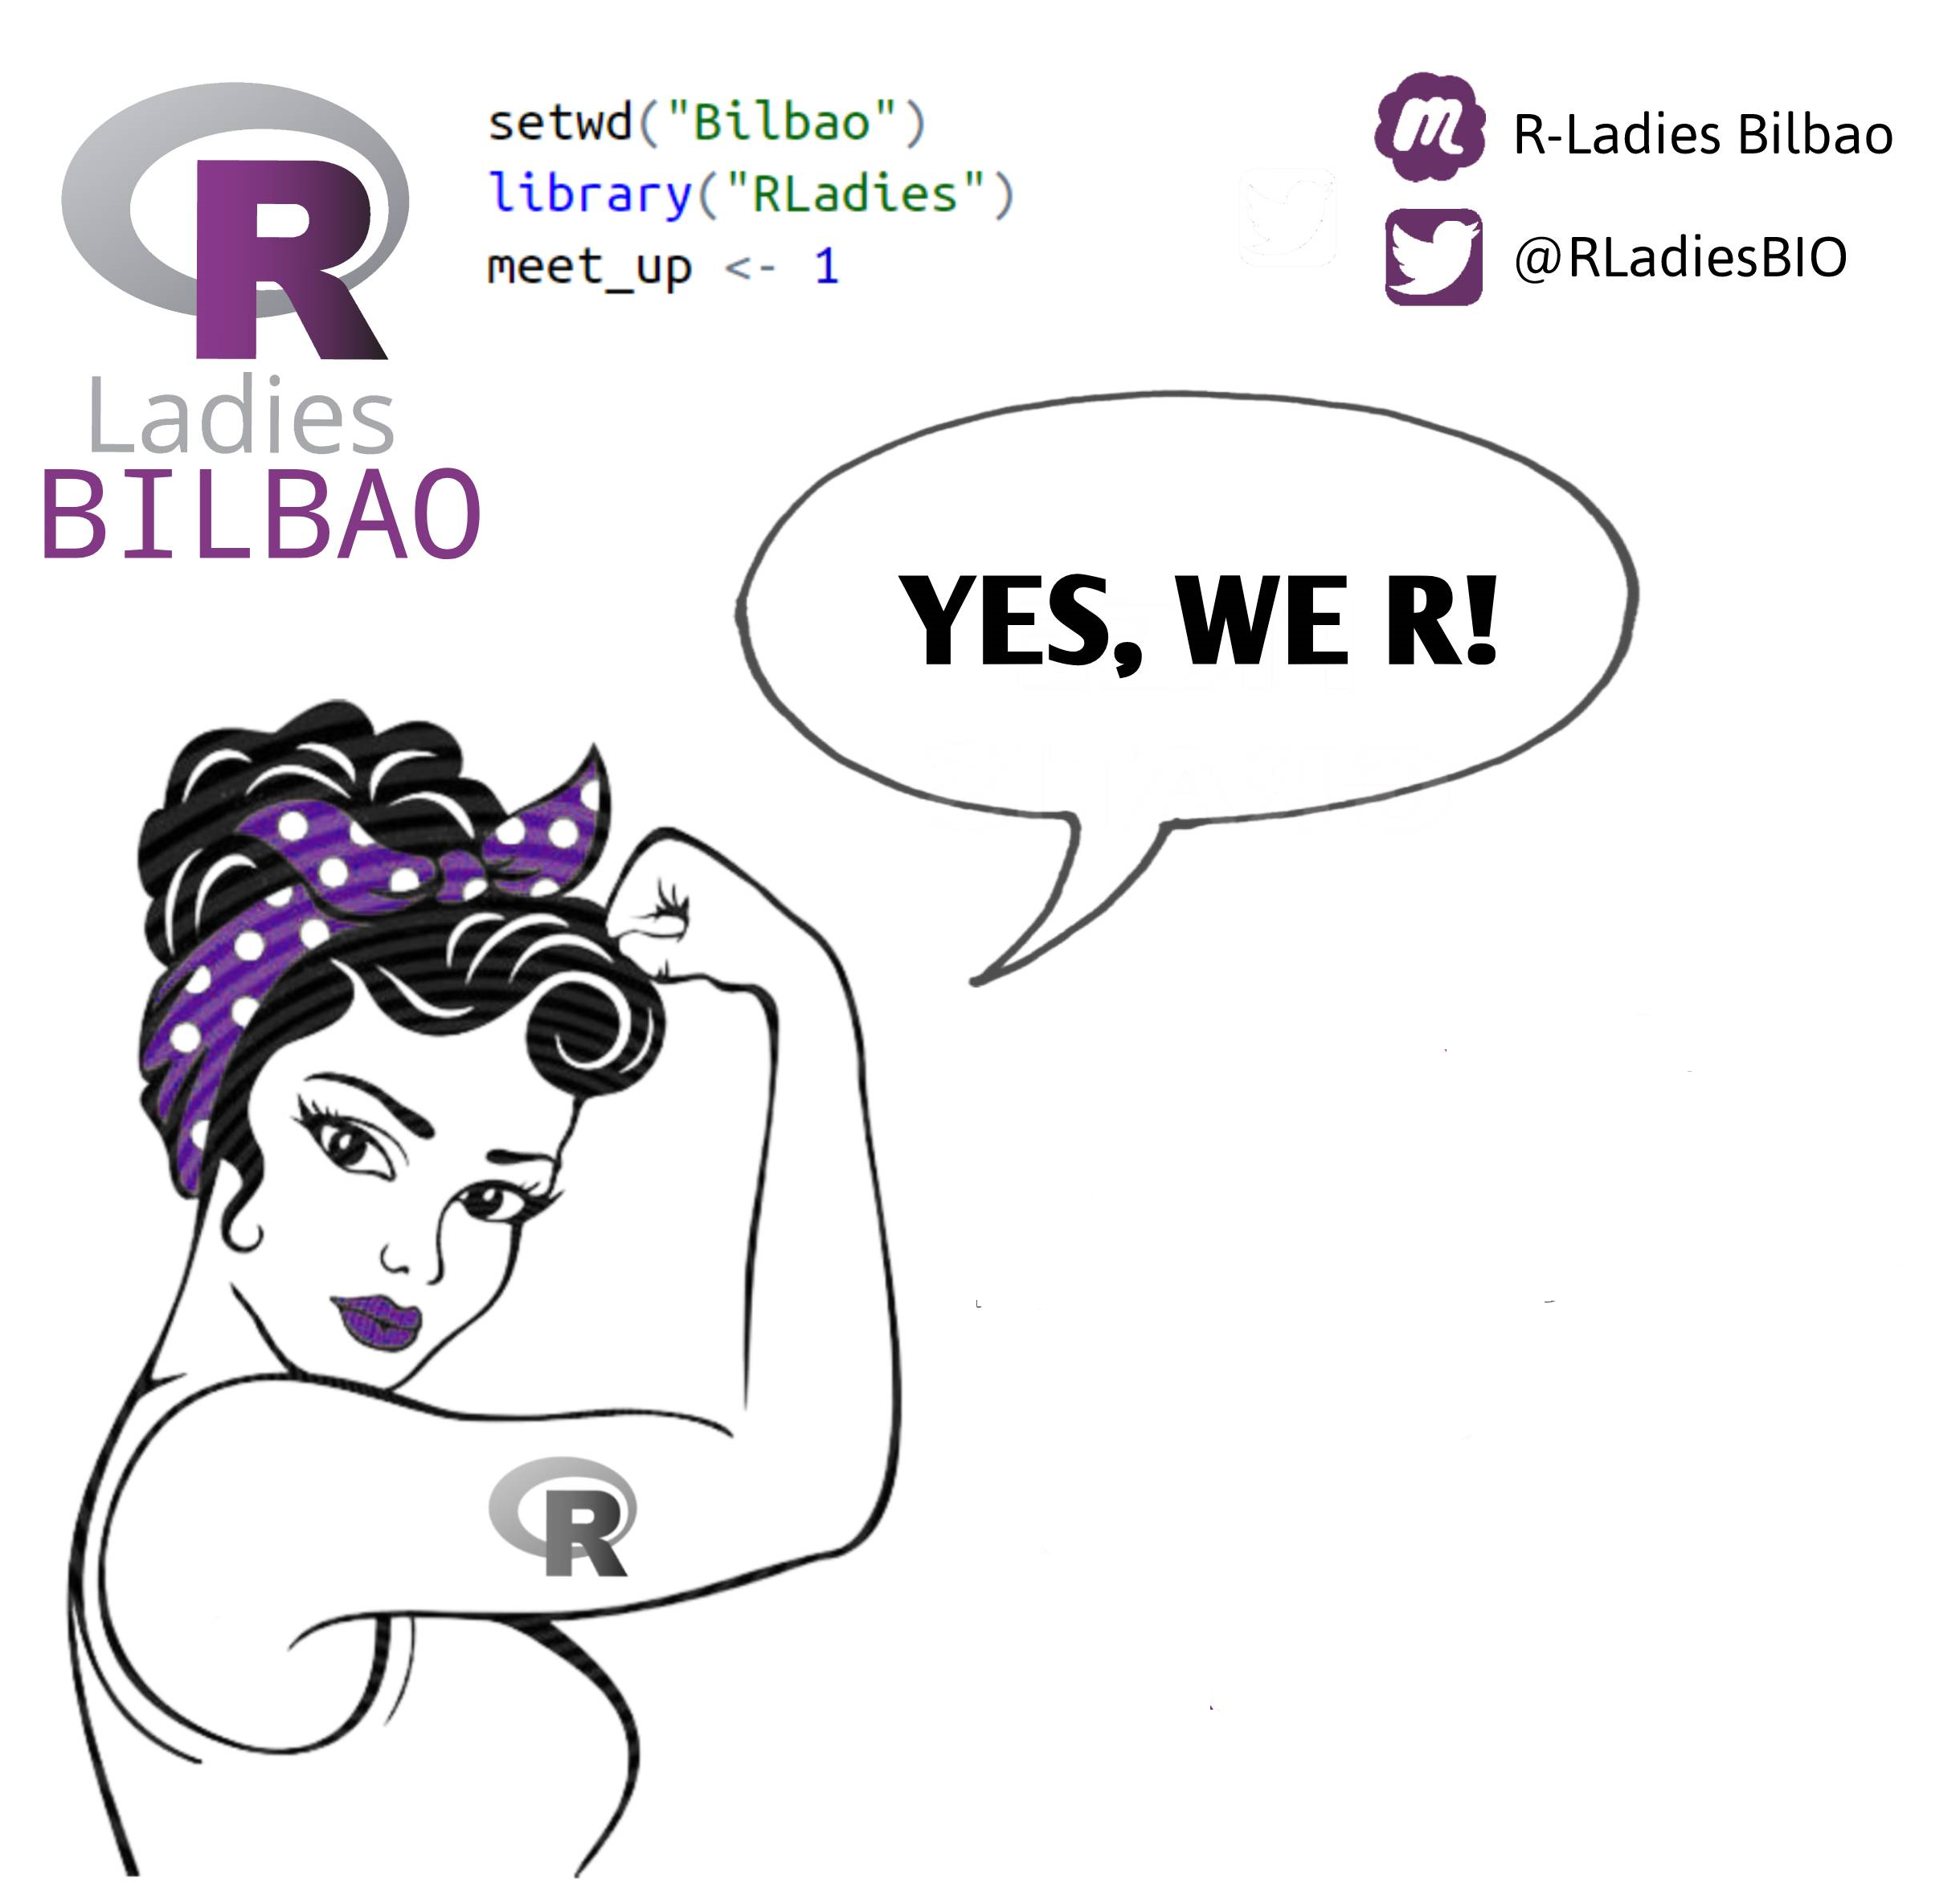 R
Ladies
BILBAO
setwd("Bilbao")
library("RLadies")
meet_up <- 1
R-Ladies Bilbao
@RLadiesBIO
YES, WE R!
R